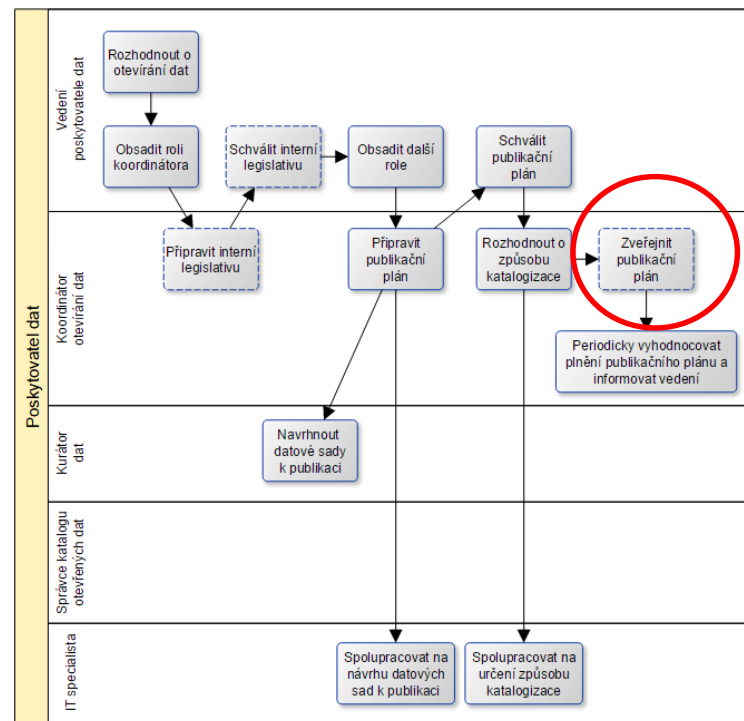 Poskytovatel dat
Vedení
poskytovatele dat
Rozhodnout o
otevírání dat
Obsadit roli
koordinátora
Schválit interní
legislativu
Obsadit další
role
Schválit
publikační
plán
Koordinátor
otevírání dat
Připravit interní
legislativu
Připravit
publikační
plán
Rozhodnout o
způsobu
katalogizace
Zveřejnit
publikační
plán
Periodicky vyhodnocovat
plnění publikačního plánu a
informovat vedení
Kurátor
dat
Navrhnout
datové sady
k publikaci
Správce katalogu
otevřených dat
IT specialista
Spolupracovat na
návrhu datových
sad k publikaci
Spolupracovat na
určení způsobu
katalogizace